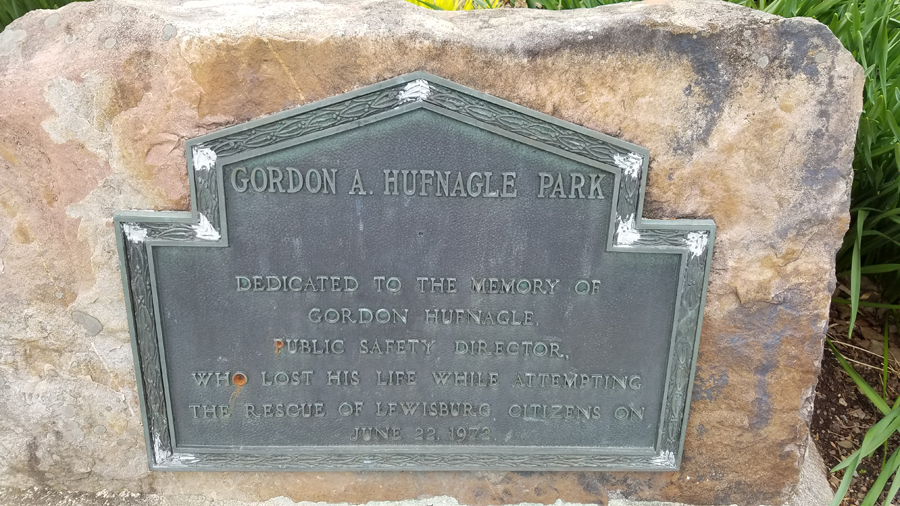 GORDON A. HUFNAGLE PARK
DEDICATED TO THE MEMORY OF
GORDON HUFNAGLE,
PUBLIC SAFETY DIRECTOR,
WHO LOST HIS LIFE WHILE ATTEMPTING
THE RESCUE OF LEWISBURG CITIZENS ON
JUNE 22, 1972